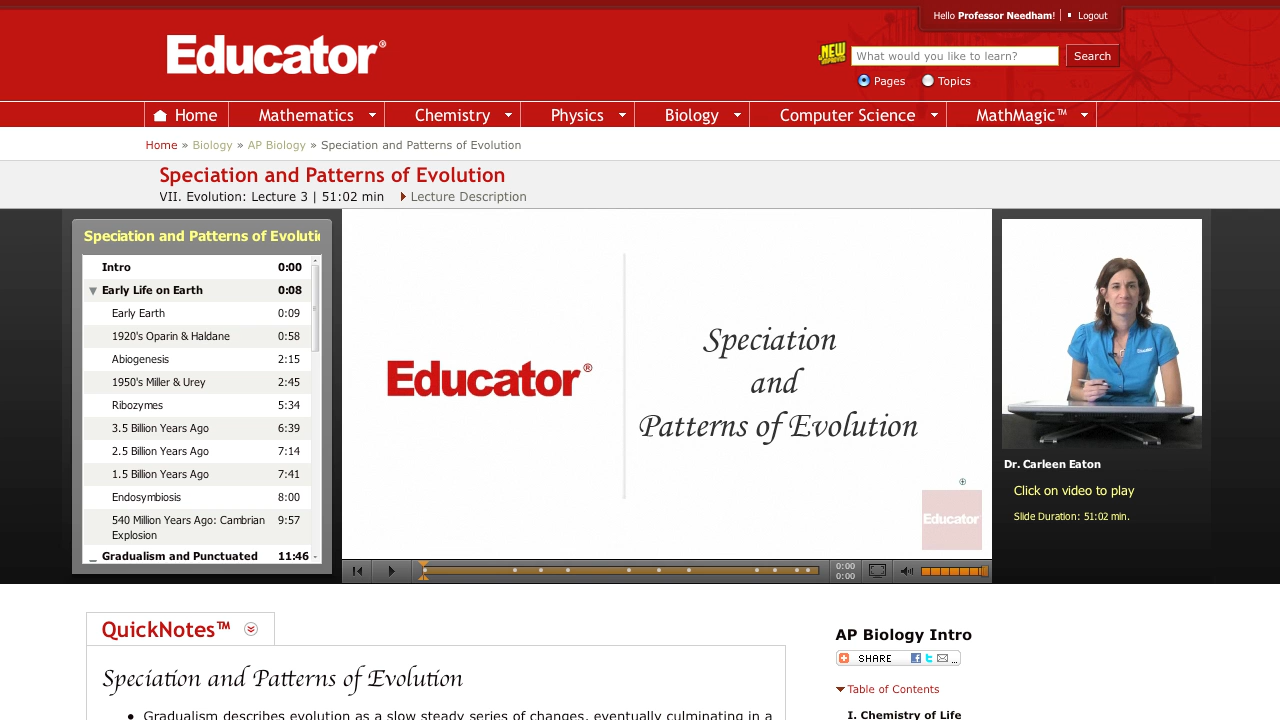 Hello Professor Needham! Logout
Educator®
NEW
What would you like to learn? Search
Pages Topics
Home Mathematics Chemistry Physics Biology Computer Science MathMagic™
Home » Biology » AP Biology » Speciation and Patterns of Evolution
Speciation and Patterns of Evolution
VII. Evolution: Lecture 3 | 51:02 min Lecture Description
Speciation and Patterns of Evolutio
Intro 0:00
Early Life on Earth 0:08
Early Earth 0:09
1920's Oparin & Haldane 0:58
Abiogenesis 2:15
1950's Miller & Urey 2:45
Ribozymes 5:34
3.5 Billion Years Ago 6:39
2.5 Billion Years Ago 7:14
1.5 Billion Years Ago 7:41
Endosymbiosis 8:00
540 Million Years Ago: Cambrian 9:57
Explosion
Gradualism and Punctuated 11:46
Educator®
Speciation
and
Patterns of Evolution
Educator
0:00
0:00
Dr. Carleen Eaton
Click on video to play
Slide Duration: 51:02 min.
QuickNotes™
Speciation and Patterns of Evolution
• Gradualism describes evolution as a slow steady series of changes, eventually culminating in a
AP Biology Intro
SHARE ...
Table of Contents
I. Chemistry of Life